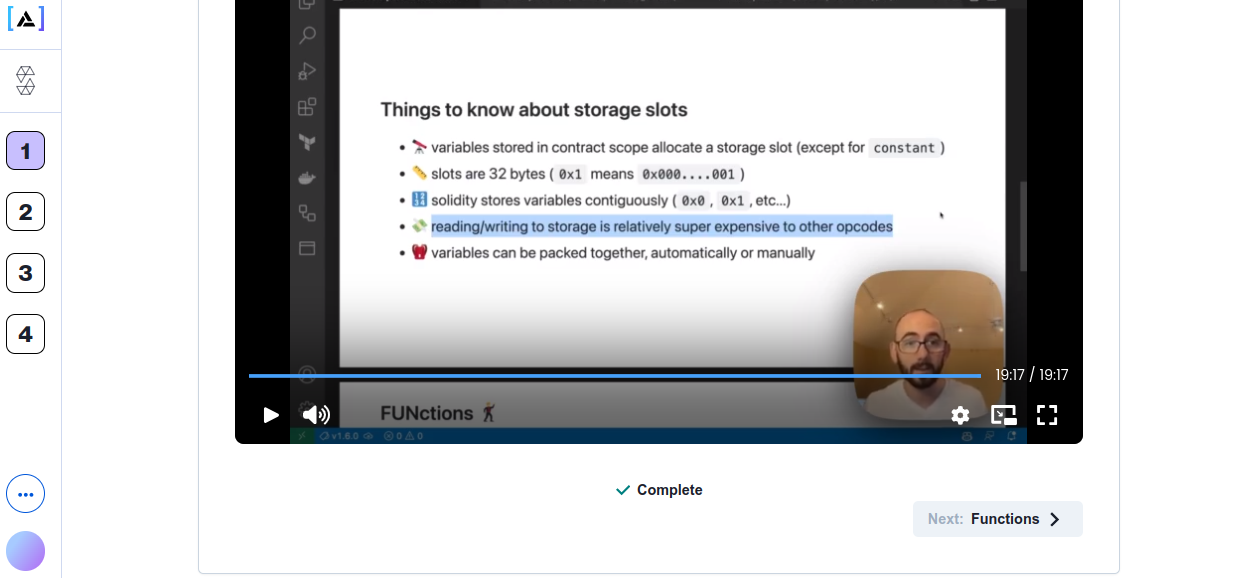 [A]
1
2
3
4
Things to know about storage slots
variables stored in contract scope allocate a storage slot (except for constant )
slots are 32 bytes ( 0x1 means 0x000....001 )
solidity stores variables contiguously ( 0x0 , 0x1 , etc...)
reading/writing to storage is relatively super expensive to other opcodes
variables can be packed together, automatically or manually
19:17 / 19:17
FUNctions
v1.6.0 0 0
Complete
Next: Functions